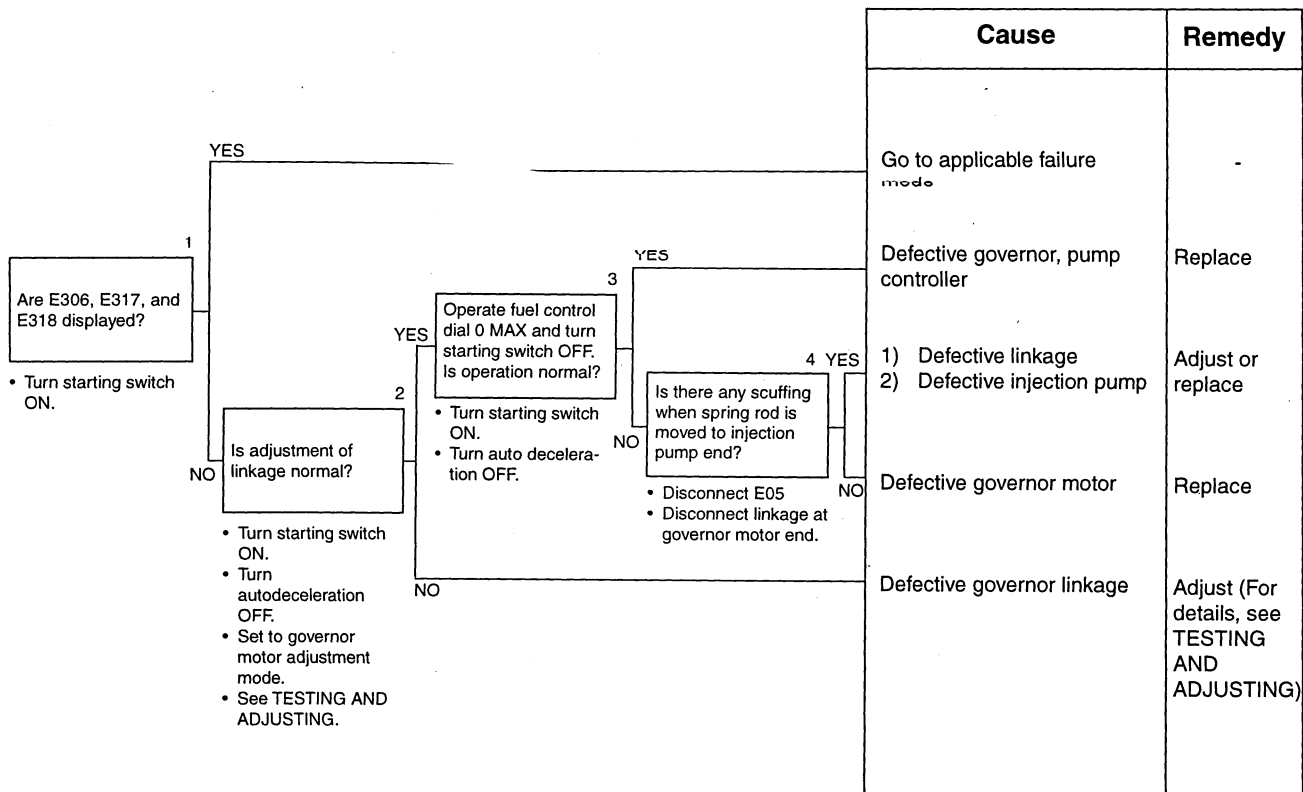 Cause
Remedy
YES
Go to applicable failure
mode
-
1
Are E306, E317, and
E318 displayed?
• Turn starting switch
ON.
NO
2
Is adjustment of
linkage normal?
• Turn starting switch
ON.
• Turn
autodeceleration
OFF.
• Set to governor
motor adjustment
mode.
• See TESTING AND
ADJUSTING.
YES
3
Operate fuel control
dial 0 MAX and turn
starting switch OFF.
Is operation normal?
• Turn starting switch
ON.
• Turn auto decelera-
tion OFF.
YES
Defective governor, pump
controller
Replace
NO
4
Is there any scuffing
when spring rod is
moved to injection
pump end?
• Disconnect E05
• Disconnect linkage at
governor motor end.
YES
1) Defective linkage
2) Defective injection pump
Adjust or
replace
NO
Defective governor motor
Replace
NO
Defective governor linkage
Adjust (For
details, see
TESTING
AND
ADJUSTING)